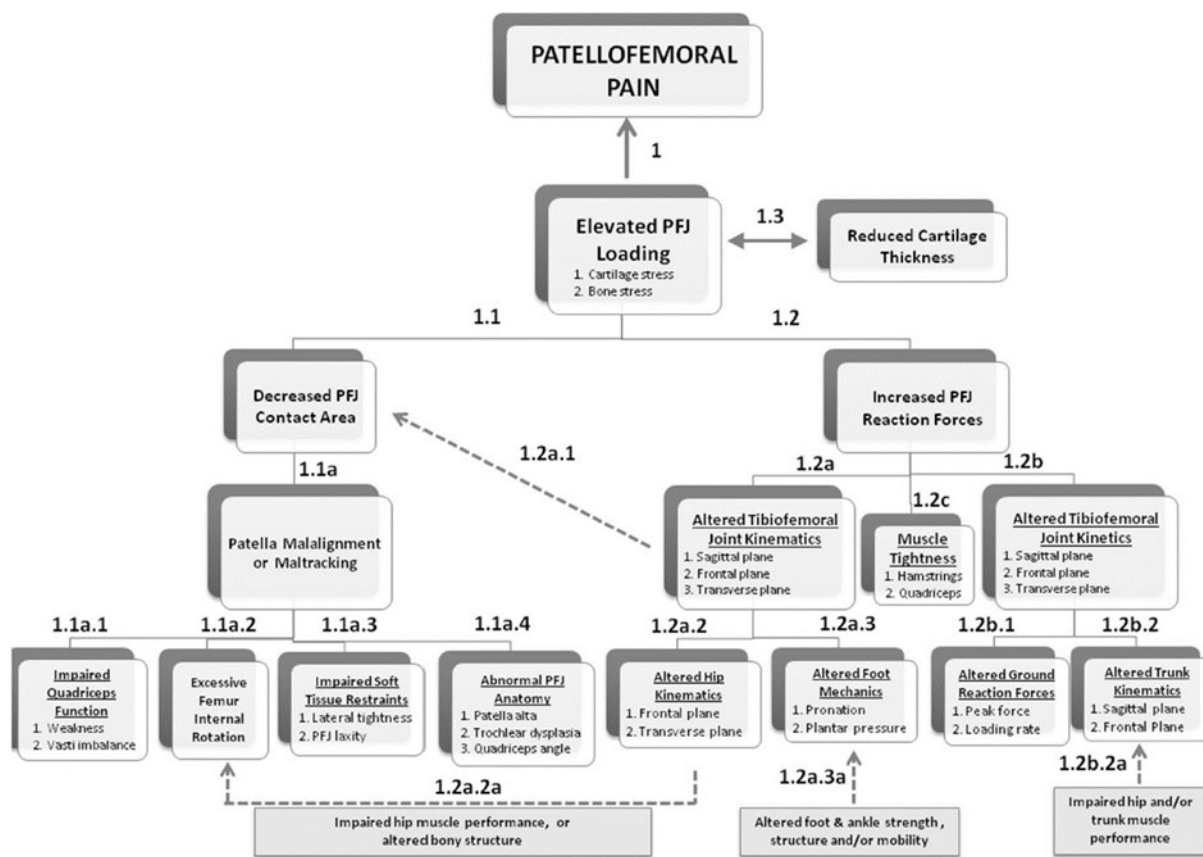 PATELLOFEMORAL
PAIN
1
Elevated PFJ
Loading
1. Cartilage stress
2. Bone stress
1.3
Reduced Cartilage
Thickness
1.1
1.2
Decreased PFJ
Contact Area
Increased PFJ
Reaction Forces
1.2a.1
1.1a
1.2a
1.2b
1.2c
Patella Malalignment
or Maltracking
Altered Tibiofemoral
Joint Kinematics
1. Sagittal plane
2. Frontal plane
3. Transverse plane
Muscle
Tightness
1. Hamstrings
2. Quadriceps
Altered Tibiofemoral
Joint Kinetics
1. Sagittal plane
2. Frontal plane
3. Transverse plane
1.1a.1
1.1a.2
1.1a.3
1.1a.4
1.2a.2
1.2a.3
1.2b.1
1.2b.2
Impaired
Quadriceps
Function
1. Weakness
2. Vasti imbalance
Excessive
Femur
Internal
Rotation
Impaired Soft
Tissue Restraints
1. Lateral tightness
2. PFJ laxity
Abnormal PFJ
Anatomy
1. Patella alta
2. Trochlear dysplasia
3. Quadriceps angle
Altered Hip
Kinematics
1. Frontal plane
2. Transverse plane
Altered Foot
Mechanics
1. Pronation
2. Plantar pressure
Altered Ground
Reaction Forces
1. Peak force
2. Loading rate
Altered Trunk
Kinematics
1. Sagittal plane
2. Frontal Plane
1.2a.2a
1.2a.3a
1.2b.2a
Impaired hip muscle performance, or
altered bony structure
Altered foot & ankle strength,
structure and/or mobility
Impaired hip and/or
trunk muscle
performance